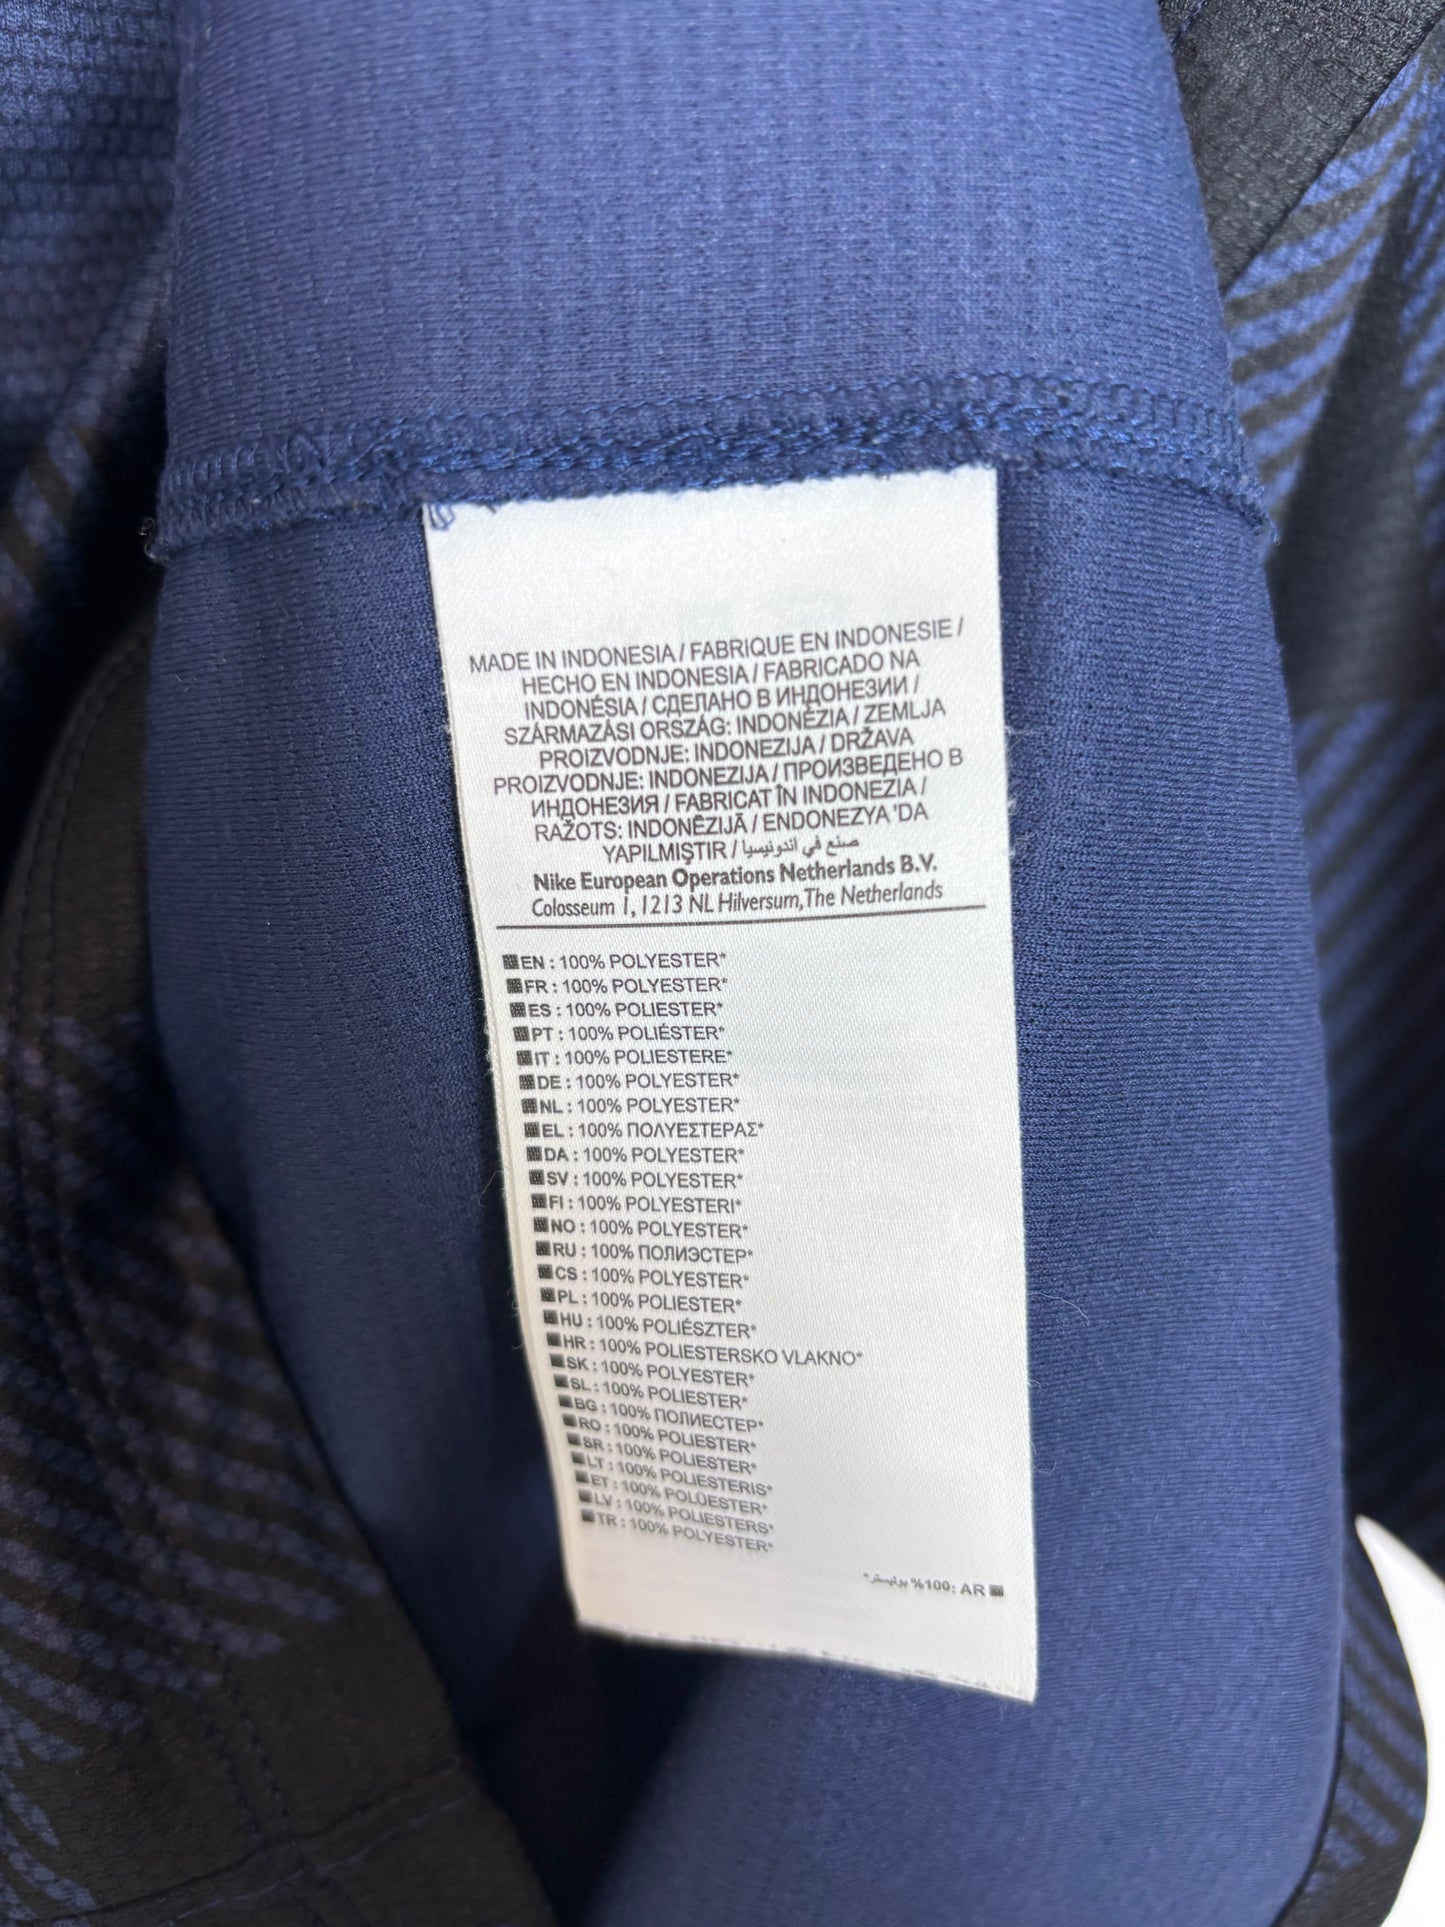 MADE IN INDONESIA / FABRIQUE EN INDONESIE /
HECHO EN INDONESIA / FABRICADO NA
INDONÉSIA / СДЕЛАНО В ИНДОНЕЗИИ /
SZÁRMAZÁSI ORSZÁG: INDONÉZIA / ZEMLJA
PROIZVODNJE: INDONEZIJA / DRŽAVA
PROIZVODNJE: INDONEZIJA / ПРОИЗВЕДЕНО В
ИНДОНЕЗИЯ / FABRICAT ÎN INDONEZIA /
RAŽOTS: INDONĒZIJĀ / ENDONEZYA 'DA
YAPILMIŞTIR / صنع في اندونيسيا
Nike European Operations Netherlands B.V.
Colosseum 1, 1213 NL Hilversum, The Netherlands
EN : 100% POLYESTER*
FR : 100% POLYESTER*
ES : 100% POLIESTER*
PT : 100% POLIÉSTER*
IT : 100% POLIESTERE*
DE : 100% POLYESTER*
NL : 100% POLYESTER*
EL : 100% ΠΟΛΥΕΣΤΕΡΑΣ*
DA : 100% POLYESTER*
SV : 100% POLYESTER*
FI : 100% POLYESTERI*
NO : 100% POLYESTER*
RU : 100% ПОЛИЭСТЕР*
CS : 100% POLYESTER*
PL : 100% POLIESTER*
HU : 100% POLIÉSZTER*
HR : 100% POLIESTERSKO VLAKNO*
SK : 100% POLYESTER*
SL : 100% POLIESTER*
BG : 100% ПОЛИЕСТЕР*
RO : 100% POLIESTER*
SR : 100% POLIESTER*
LT : 100% POLIESTERIS*
ET : 100% POLÜESTER*
LV : 100% POLIESTERS*
TR : 100% POLYESTER*
AR :100% بوليستر*